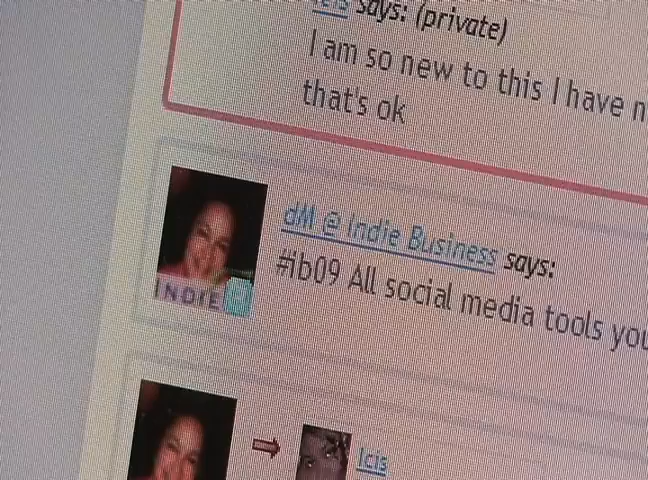 says: (private)
I am so new to this I have
that's ok
dM @ Indie Business says:
#ib09 All social media tools
INDIE
Icis